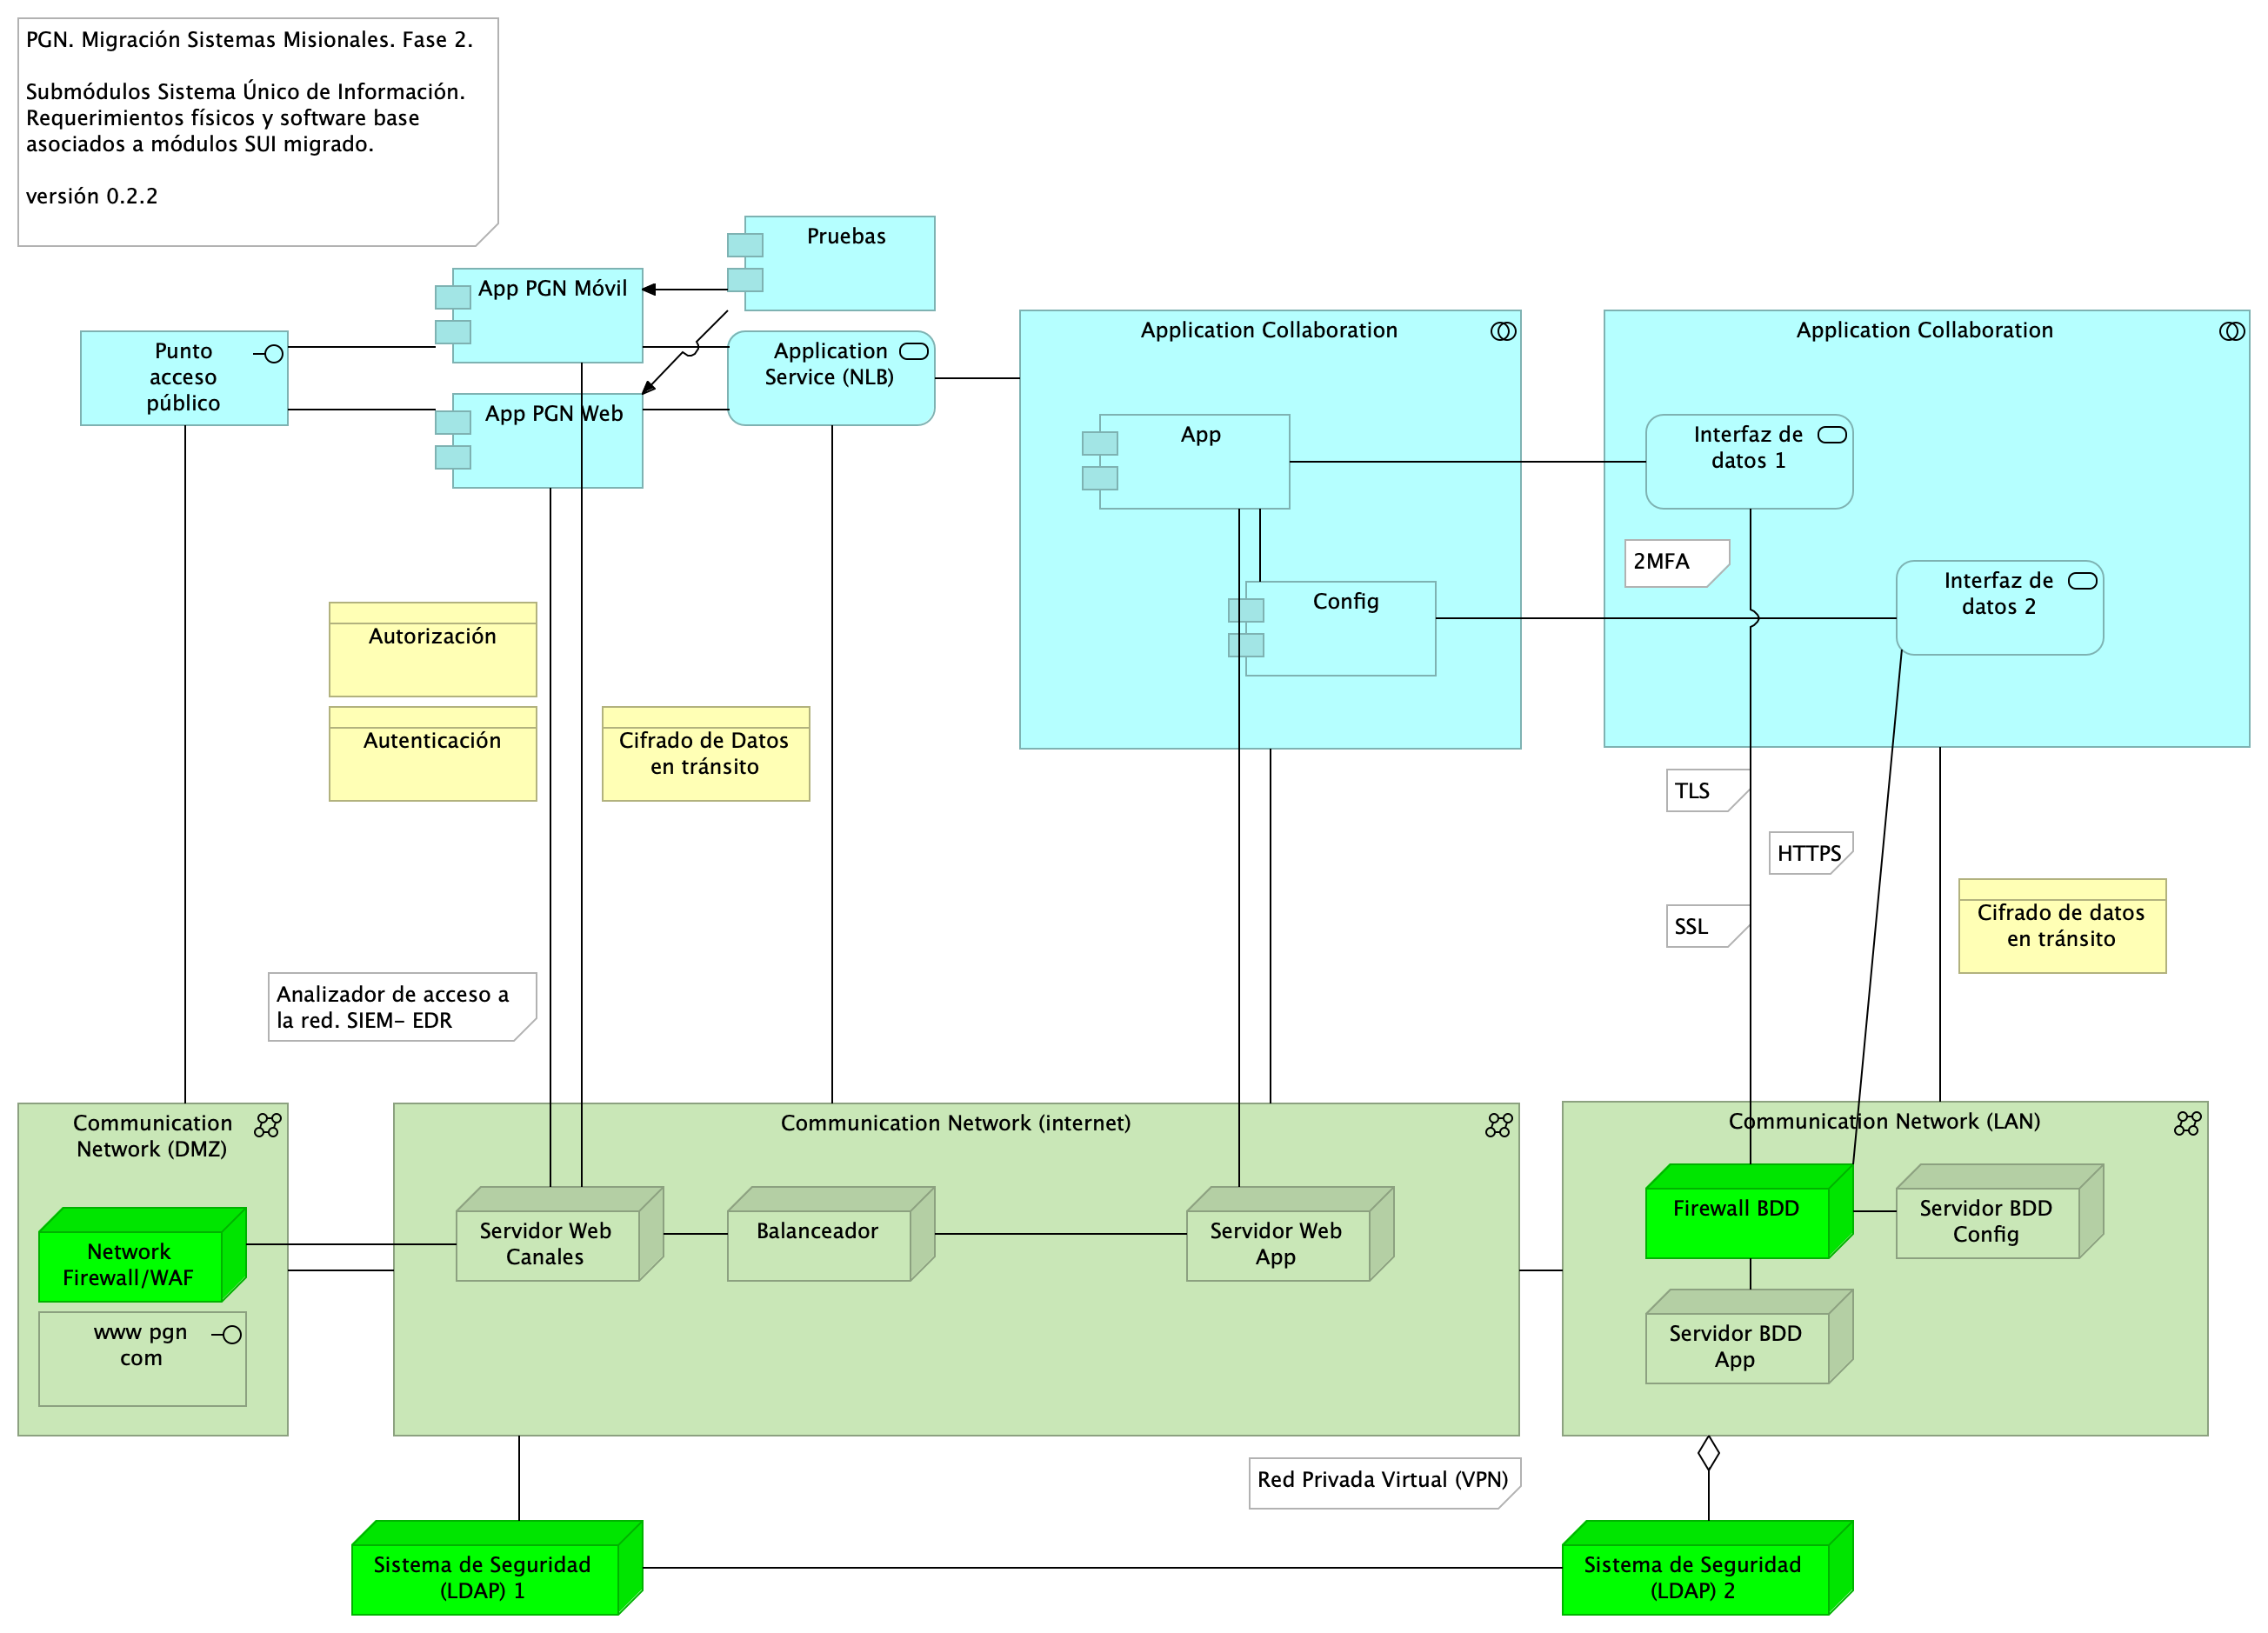 PGN. Migración Sistemas Misionales. Fase 2.
Submódulos Sistema Único de Información.
Requerimientos físicos y software base
asociados a módulos SUI migrado.
versión 0.2.2
Pruebas
App PGN Móvil
Punto
acceso
público
Application
Service (NLB)
App PGN Web
Application Collaboration
App
Config
Application Collaboration
Interfaz de
datos 1
2MFA
Interfaz de
datos 2
Autorización
Autenticación
Cifrado de Datos
en tránsito
TLS
HTTPS
SSL
Cifrado de datos
en tránsito
Analizador de acceso a
la red. SIEM- EDR
Communication
Network (DMZ)
Network
Firewall/WAF
www pgn
com
Communication Network (internet)
Servidor Web
Canales
Balanceador
Servidor Web
App
Communication Network (LAN)
Firewall BDD
Servidor BDD
Config
Servidor BDD
App
Red Privada Virtual (VPN)
Sistema de Seguridad
(LDAP) 1
Sistema de Seguridad
(LDAP) 2